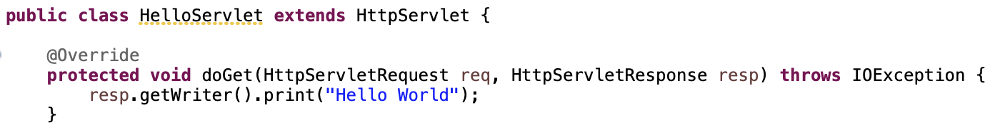 public class HelloServlet extends HttpServlet {
@Override
protected void doGet(HttpServletRequest req, HttpServletResponse resp) throws IOException {
resp.getWriter().print("Hello World");
}